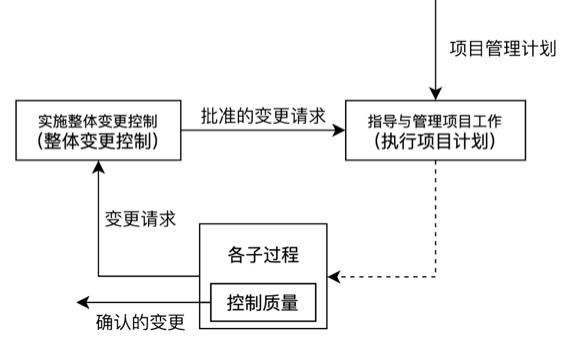 项目管理计划
实施整体变更控制
(整体变更控制)
批准的变更请求
指导与管理项目工作
(执行项目计划)
变更请求
各子过程
控制质量
确认的变更